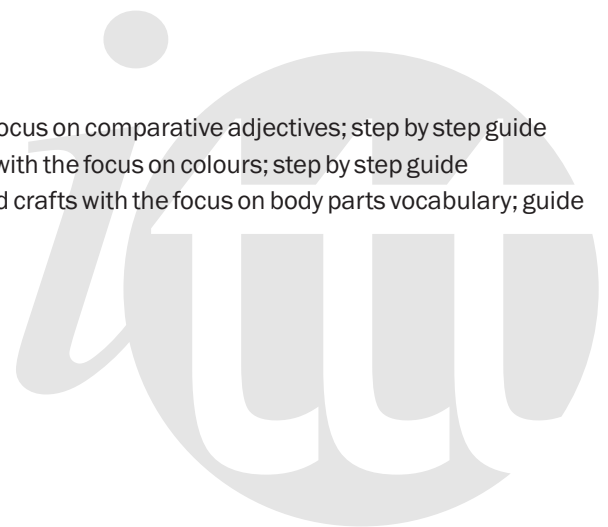 ocus on comparative adjectives; step by step guide
with the focus on colours; step by step guide
d crafts with the focus on body parts vocabulary; guide
ittt